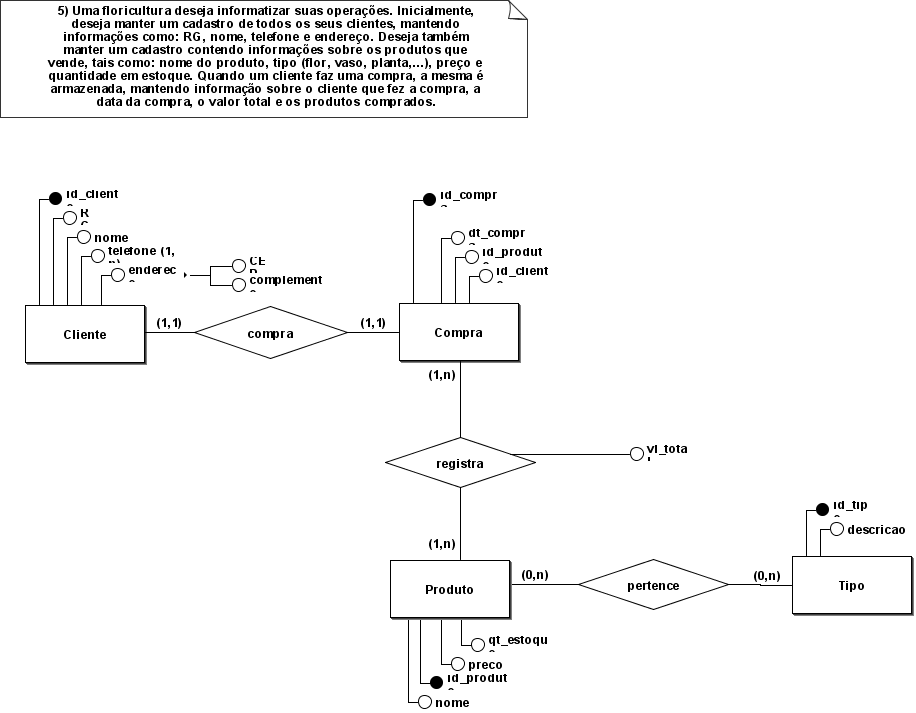 5) Uma floricultura deseja informatizar suas operações. Inicialmente,
deseja manter um cadastro de todos os seus clientes, mantendo
informações como: RG, nome, telefone e endereço. Deseja também
manter um cadastro contendo informações sobre os produtos que
vende, tais como: nome do produto, tipo (flor, vaso, planta,...), preço e
quantidade em estoque. Quando um cliente faz uma compra, a mesma é
armazenada, mantendo informação sobre o cliente que fez a compra, a
data da compra, o valor total e os produtos comprados.
id_client
R
nome
telefone (1,
enderec
CE
complement
id_compr
dt_compr
id_produt
id_client
Cliente
(1,1)
compra
(1,1)
Compra
(1,n)
registra
vl_tota
(1,n)
Produto
(0,n)
pertence
(0,n)
Tipo
id_tip
descricao
qt_estoqu
preco
id_produt
nome